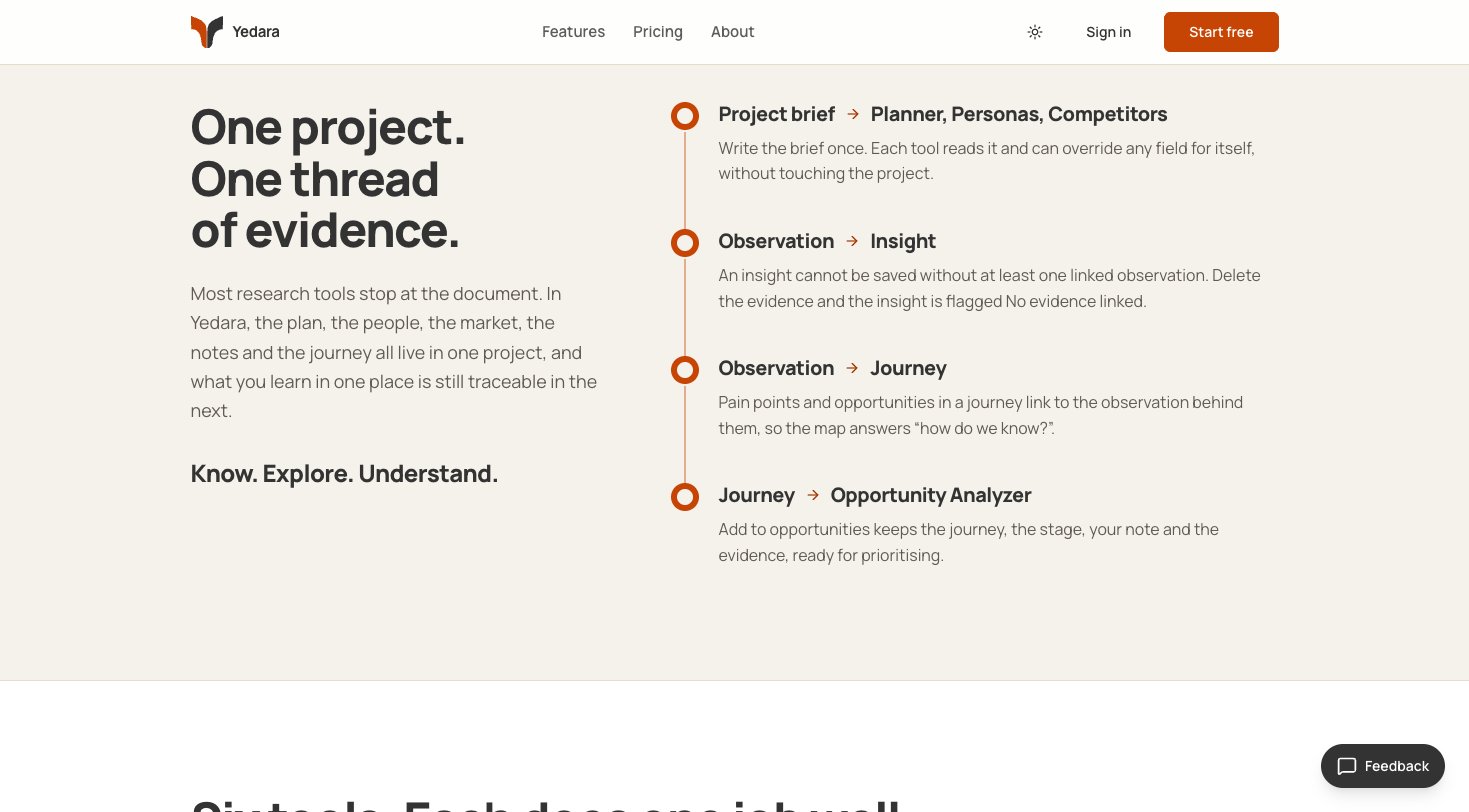 Yedara
Features
Pricing
About
Sign in
Start free
One project.
One thread
of evidence.
Most research tools stop at the document. In
Yedara, the plan, the people, the market, the
notes and the journey all live in one project, and
what you learn in one place is still traceable in the
next.
Know. Explore. Understand.
Project brief → Planner, Personas, Competitors
Write the brief once. Each tool reads it and can override any field for itself,
without touching the project.
Observation → Insight
An insight cannot be saved without at least one linked observation. Delete
the evidence and the insight is flagged No evidence linked.
Observation → Journey
Pain points and opportunities in a journey link to the observation behind
them, so the map answers “how do we know?”.
Journey → Opportunity Analyzer
Add to opportunities keeps the journey, the stage, your note and the
evidence, ready for prioritising.
Six tools. Each does one job well.
Feedback